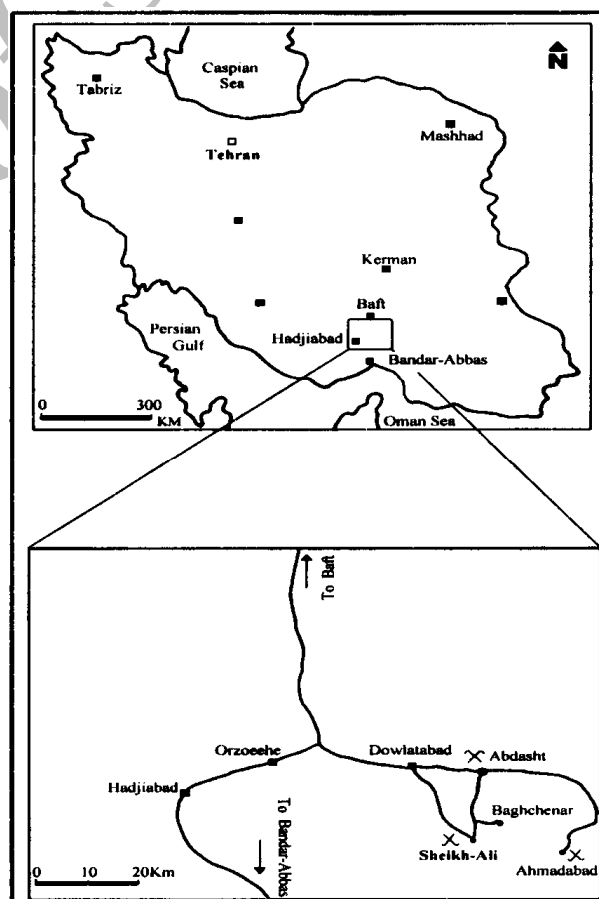 Caspian
Sea
N
Tabriz
Tehran
Mashhad
Kerman
Baft
Persian
Gulf
Hadjiabad
Bandar-Abbas
0 300
KM
Oman Sea
To Baft
Orzoeehe
Dowlatabad
Abdasht
Hadjiabad
To Bandar-Abbas
Baghchenar
Sheikh-Ali
Ahmadabad
0 10 20Km